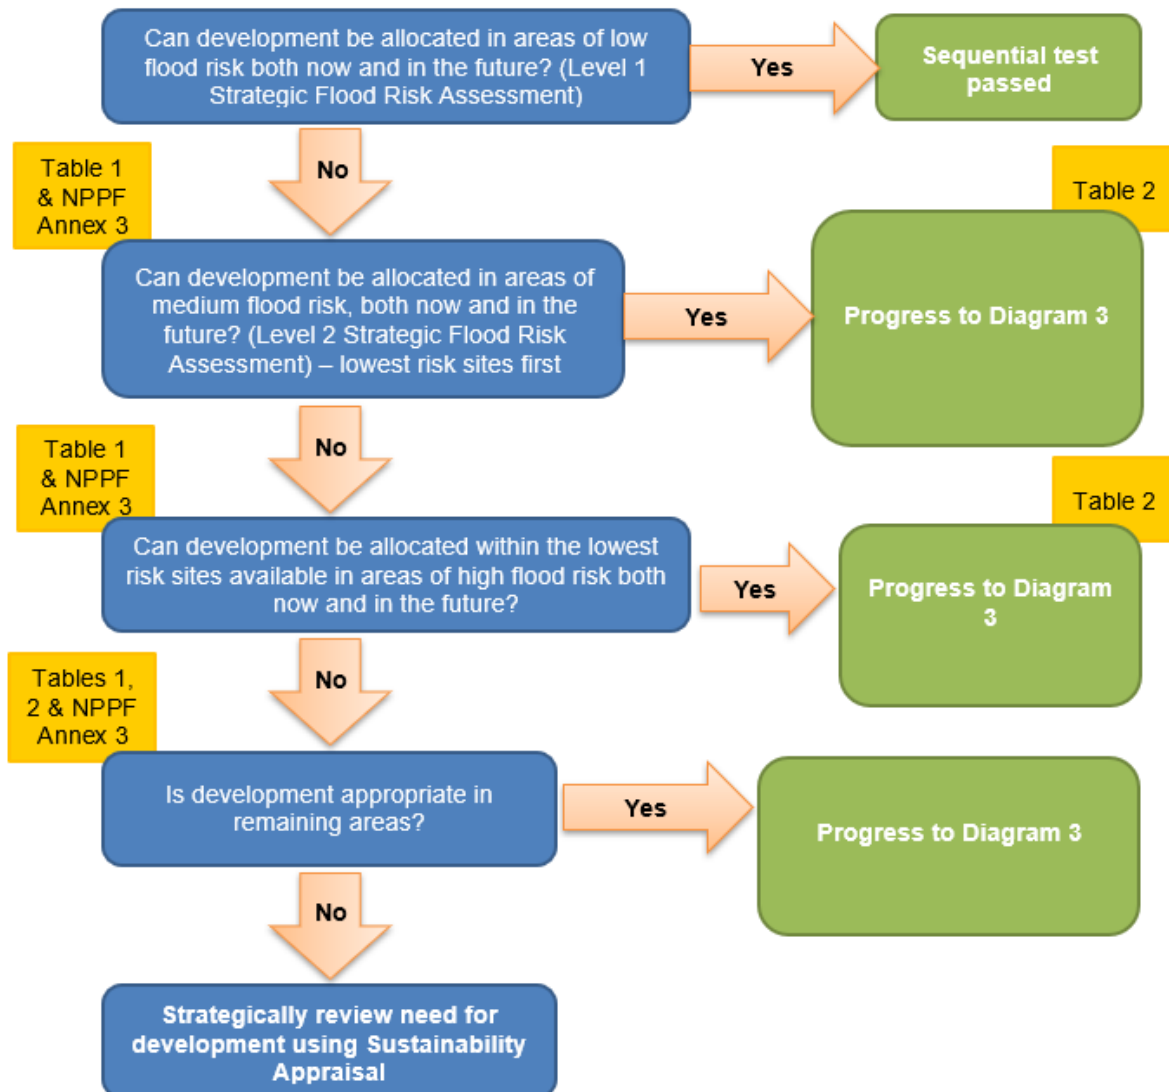 Can development be allocated in areas of low
flood risk both now and in the future? (Level 1
Strategic Flood Risk Assessment)
Yes
Sequential test
passed
No
Table 1
& NPPF
Annex 3
Table 2
Can development be allocated in areas of
medium flood risk, both now and in the
future? (Level 2 Strategic Flood Risk
Assessment) – lowest risk sites first
Yes
Progress to Diagram 3
No
Table 1
& NPPF
Annex 3
Table 2
Can development be allocated within the lowest
risk sites available in areas of high flood risk both
now and in the future?
Yes
Progress to Diagram
3
No
Tables 1,
2 & NPPF
Annex 3
Is development appropriate in
remaining areas?
Yes
Progress to Diagram 3
No
Strategically review need for
development using Sustainability
Appraisal